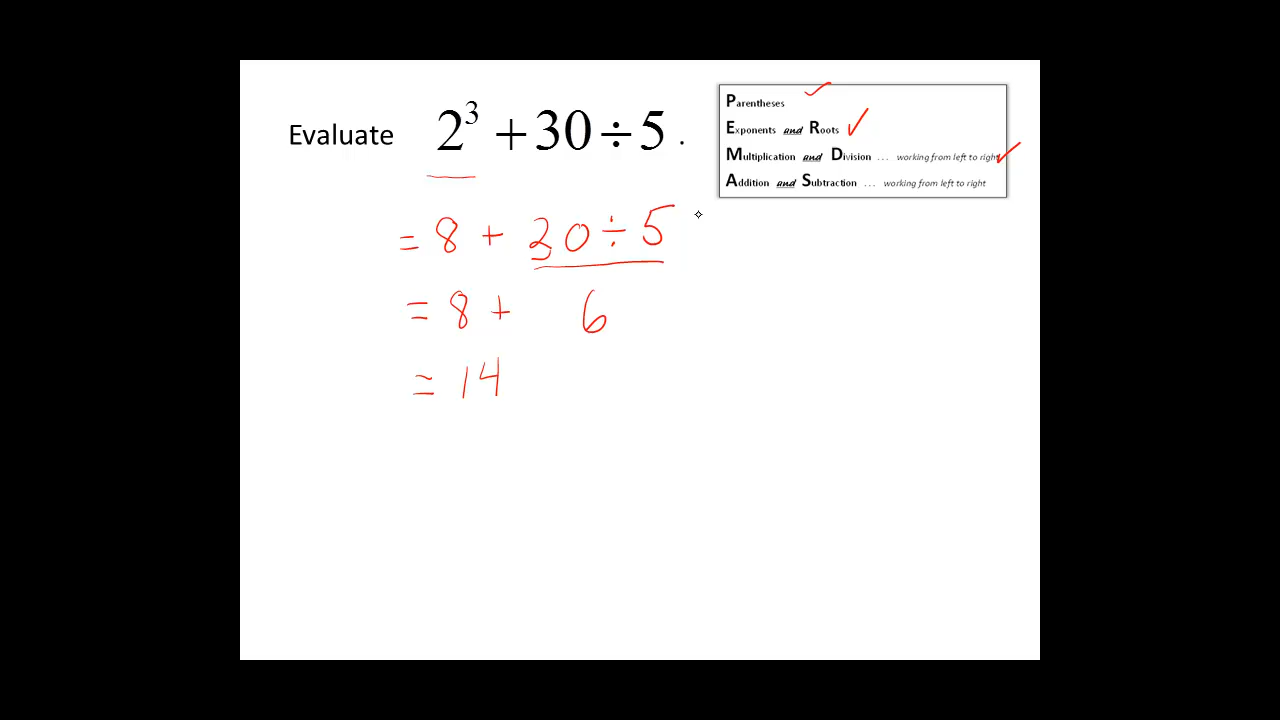 Evaluate 2³ + 30 ÷ 5 .
Parentheses ✓
Exponents and Roots ✓
Multiplication and Division ... working from left to right ✓
Addition and Subtraction ... working from left to right
= 8 + 30 ÷ 5
= 8 + 6
= 14